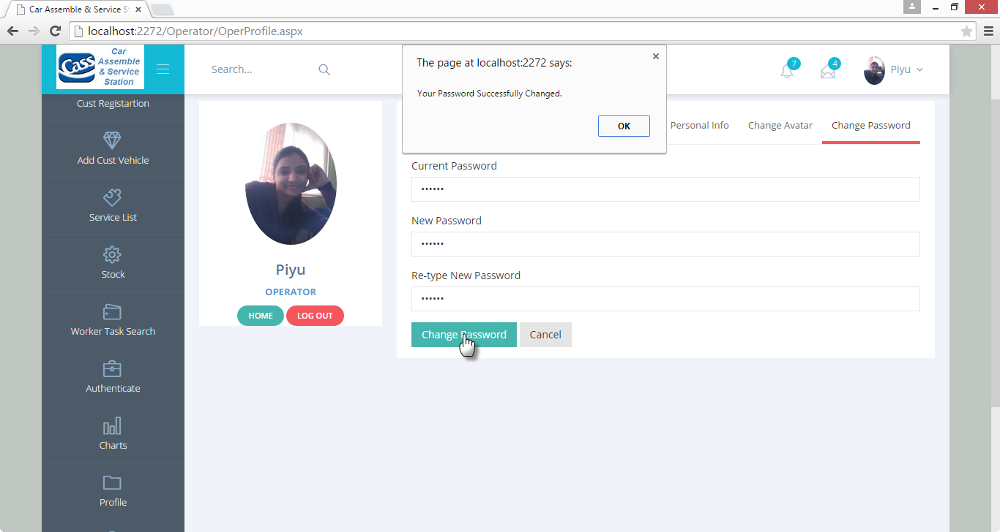 Car Assemble & Service St
localhost:2272/Operator/OperProfile.aspx
Cass
Car
Assemble
& Service
Station
Search...
The page at localhost:2272 says:
Your Password Successfully Changed.
OK
7
4
Piyu
Cust Registartion
Add Cust Vehicle
Service List
Stock
Worker Task Search
Authenticate
Charts
Profile
Piyu
OPERATOR
HOME
LOG OUT
Personal Info
Change Avatar
Change Password
Current Password
••••••
New Password
••••••
Re-type New Password
••••••
Change Password
Cancel